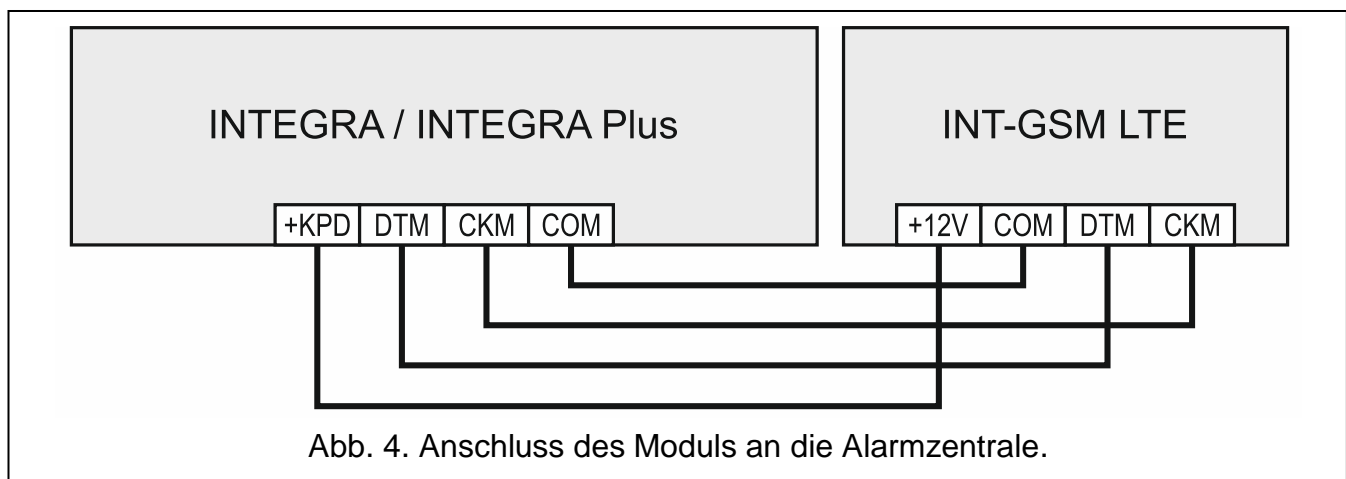 INTEGRA / INTEGRA Plus
INT-GSM LTE
+KPD DTM CKM COM
+12V COM DTM CKM
Abb. 4. Anschluss des Moduls an die Alarmzentrale.